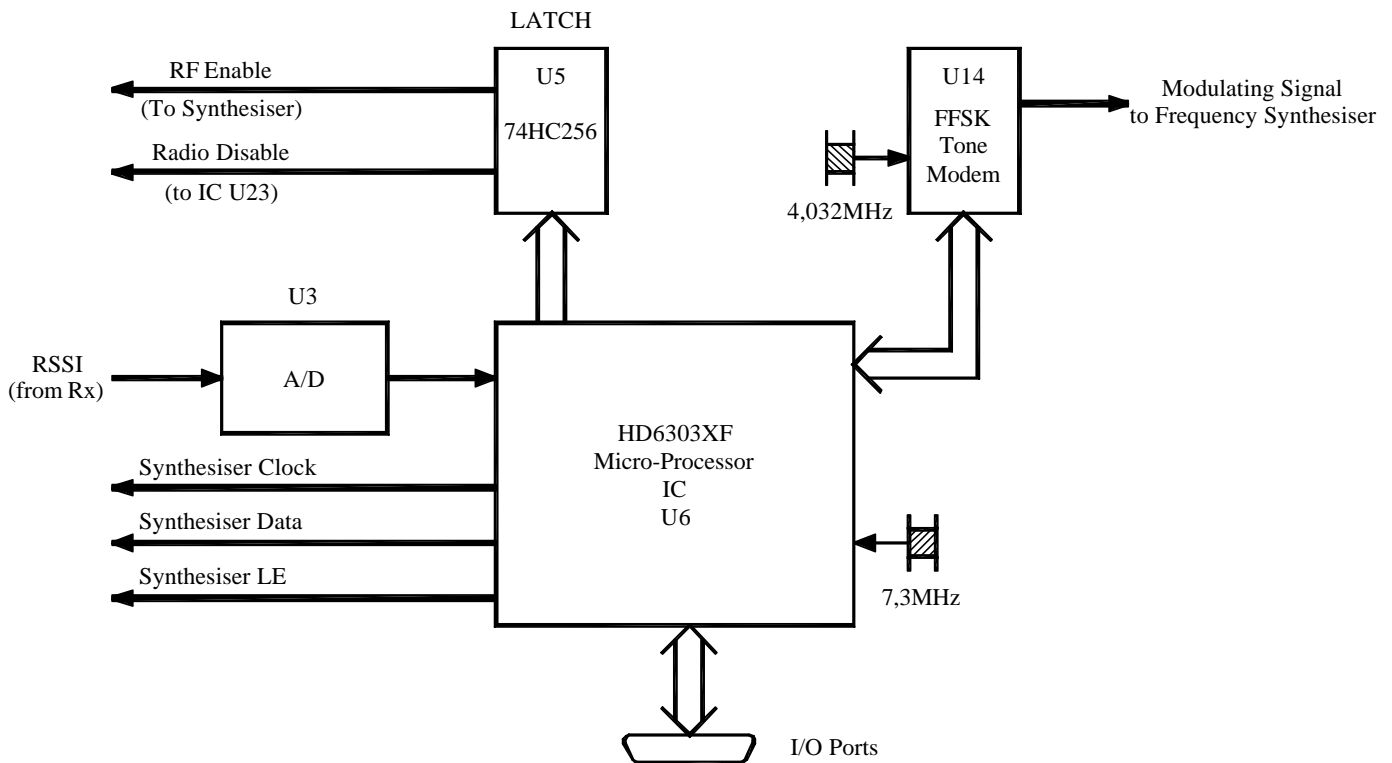 LATCH
U5
74HC256
RF Enable
(To Synthesiser)
Radio Disable
(to IC U23)
U14
FFSK
Tone
Modem
Modulating Signal
to Frequency Synthesiser
4,032MHz
U3
A/D
RSSI
(from Rx)
HD6303XF
Micro-Processor
IC
U6
Synthesiser Clock
Synthesiser Data
Synthesiser LE
7,3MHz
I/O Ports